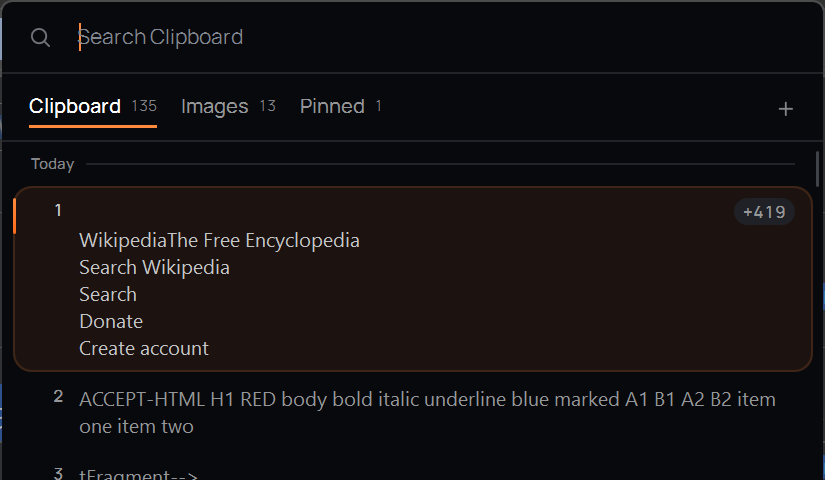 Search Clipboard
Clipboard 135 Images 13 Pinned 1 +
Today
1 +419
WikipediaThe Free Encyclopedia
Search Wikipedia
Search
Donate
Create account
2 ACCEPT-HTML H1 RED body bold italic underline blue marked A1 B1 A2 B2 item
one item two
3 tFragment-->